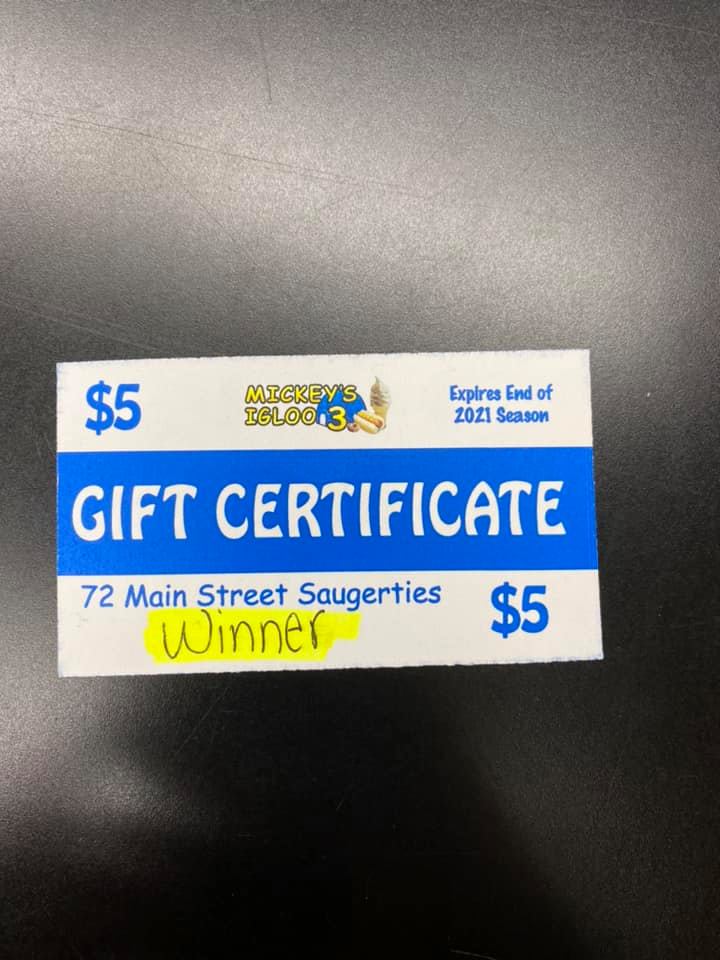 $5
MICKEY'S
IGLOO 3
Expires End of
2021 Season
GIFT CERTIFICATE
72 Main Street Saugerties
$5
Winner